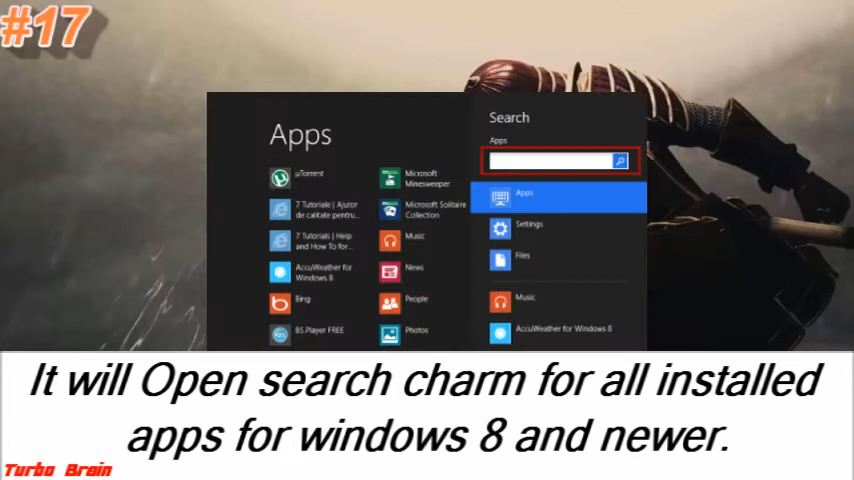 #17
Apps
µTorrent
7 Tutoriale | Ajutor
de calitate pentru...
7 Tutorials | Help
and How To for...
AccuWeather for
Windows 8
Bing
BS.Player FREE
Microsoft
Minesweeper
Microsoft Solitaire
Collection
Music
News
People
Photos
Search
Apps
Apps
Settings
Files
Music
AccuWeather for Windows 8
It will Open search charm for all installed
apps for windows 8 and newer.
Turbo Brain